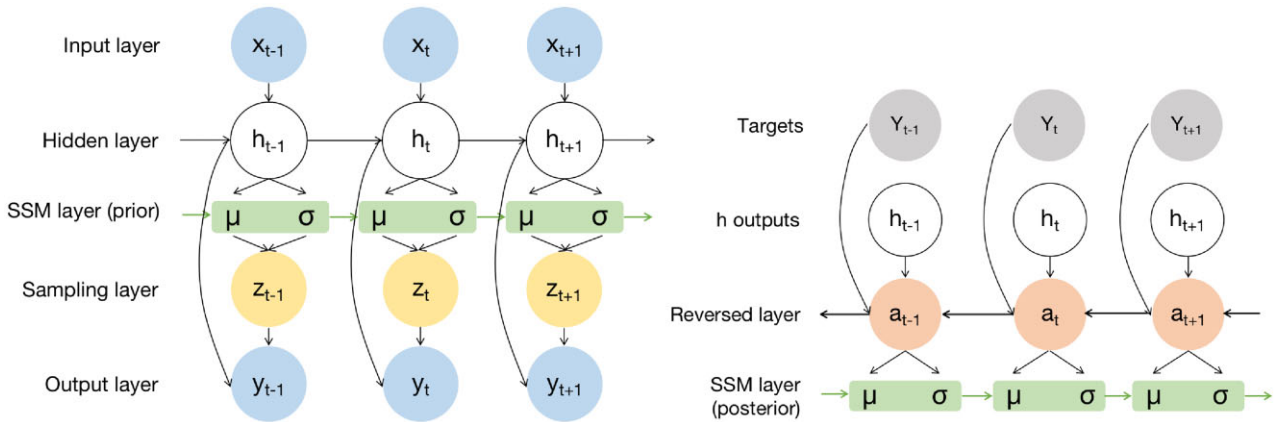 Input layer x_{t-1} x_t x_{t+1}
Hidden layer h_{t-1} h_t h_{t+1}
SSM layer (prior) μ σ μ σ μ σ
Sampling layer z_{t-1} z_t z_{t+1}
Output layer y_{t-1} y_t y_{t+1}
Targets Y_{t-1} Y_t Y_{t+1}
h outputs h_{t-1} h_t h_{t+1}
Reversed layer a_{t-1} a_t a_{t+1}
SSM layer
(posterior) μ σ μ σ μ σ